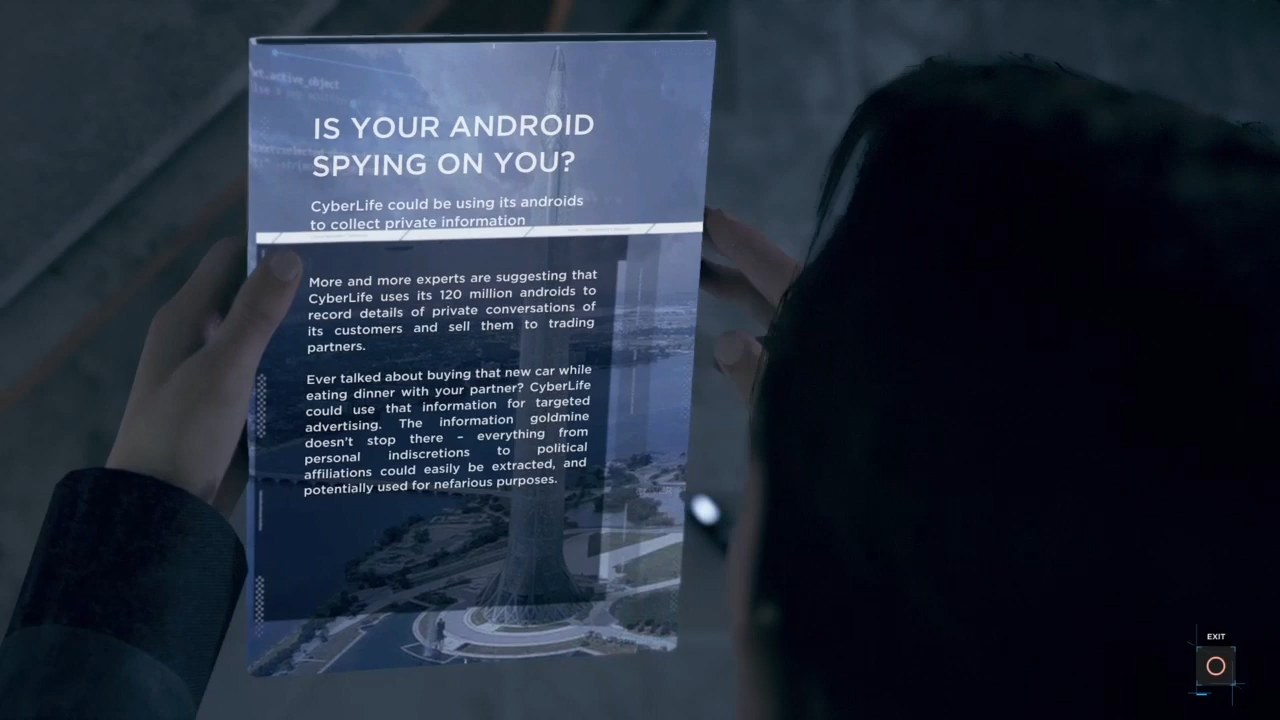 IS YOUR ANDROID
SPYING ON YOU?
CyberLife could be using its androids
to collect private information
More and more experts are suggesting that
CyberLife uses its 120 million androids to
record details of private conversations of
its customers and sell them to trading
partners.
Ever talked about buying that new car while
eating dinner with your partner? CyberLife
could use that information for targeted
advertising. The information goldmine
doesn't stop there – everything from
personal indiscretions to political
affiliations could easily be extracted, and
potentially used for nefarious purposes.
EXIT